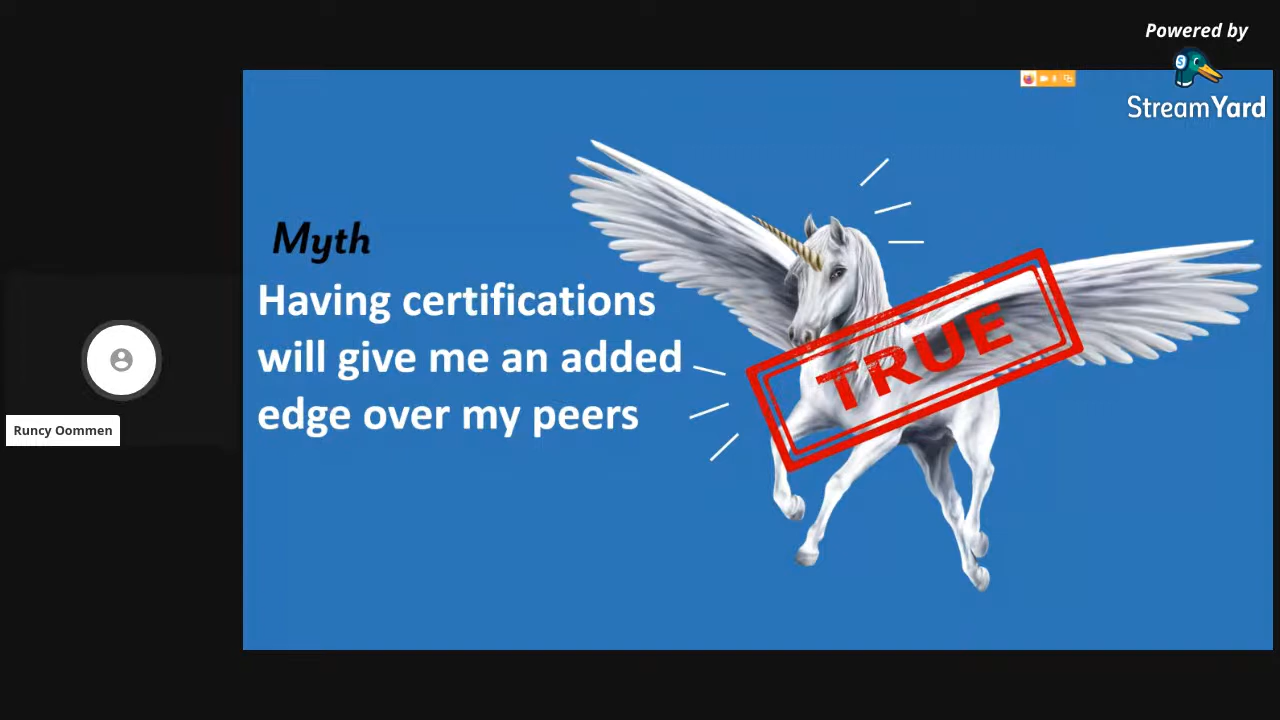 Powered by
StreamYard
Myth
Having certifications
will give me an added
edge over my peers
TRUE
Runcy Oommen